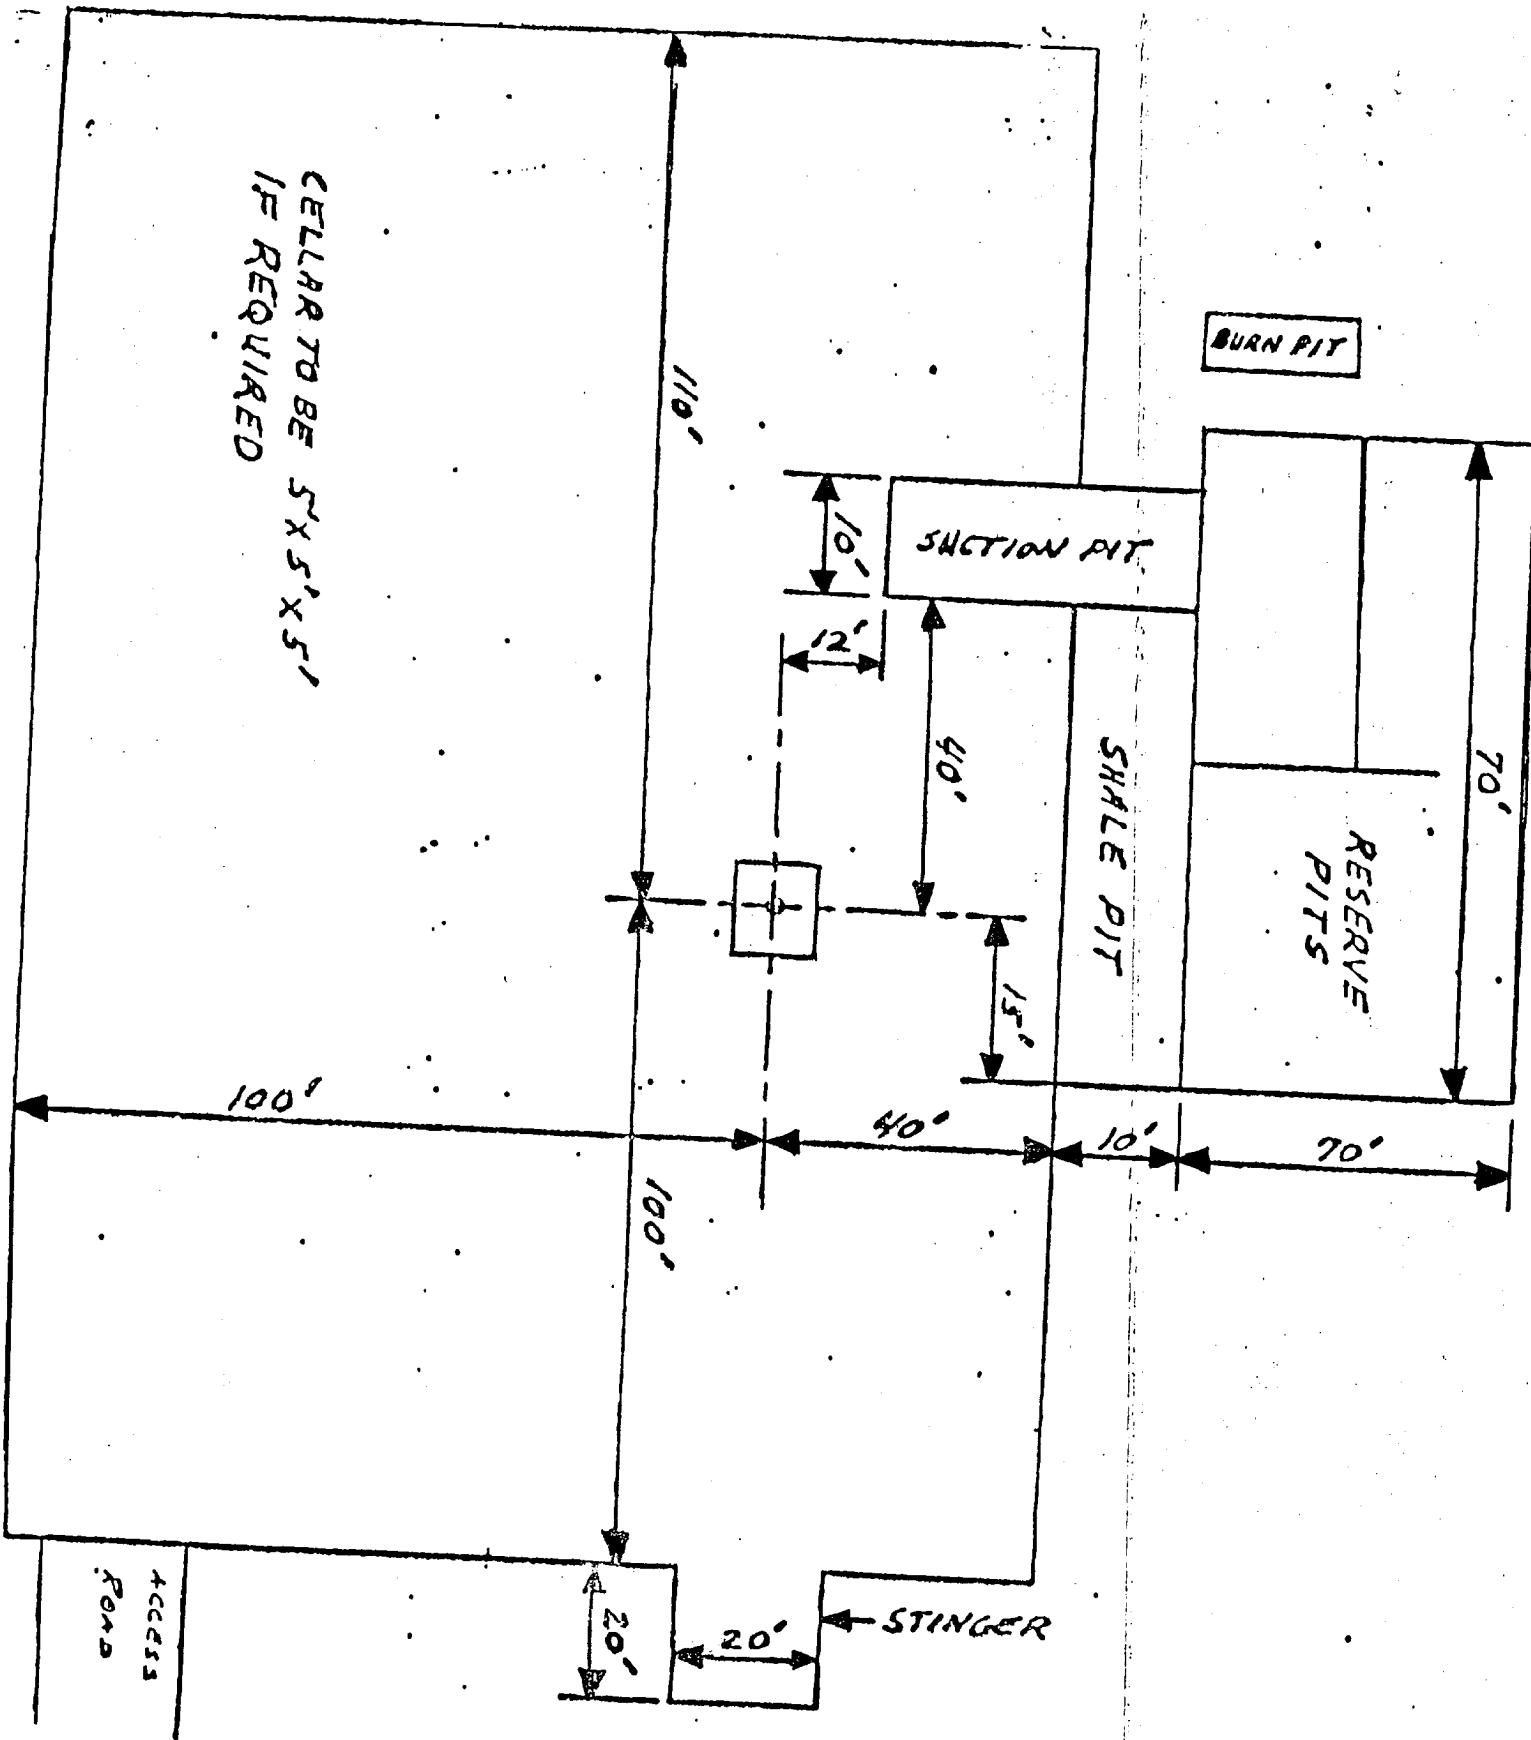 BURN PIT
CELLAR TO BE 5'X5'X5'
IF REQUIRED
110'
10'
SUCTION PIT
12'
40'
SHALE PIT
70'
RESERVE
PITS
15'
100'
40'
10'
70'
100'
ACCESS
ROAD
20'
20'
STINGER